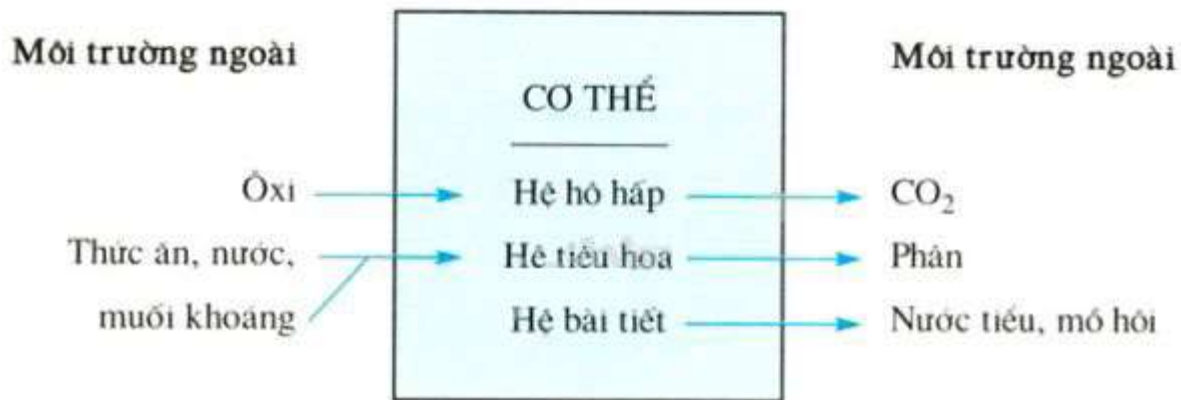 Môi trường ngoài
CƠ THỂ
Môi trường ngoài
Ôxi
Hệ hô hấp
CO₂
Thức ăn, nước,
Hệ tiêu hoá
Phân
muối khoáng
Hệ bài tiết
Nước tiểu, mồ hôi